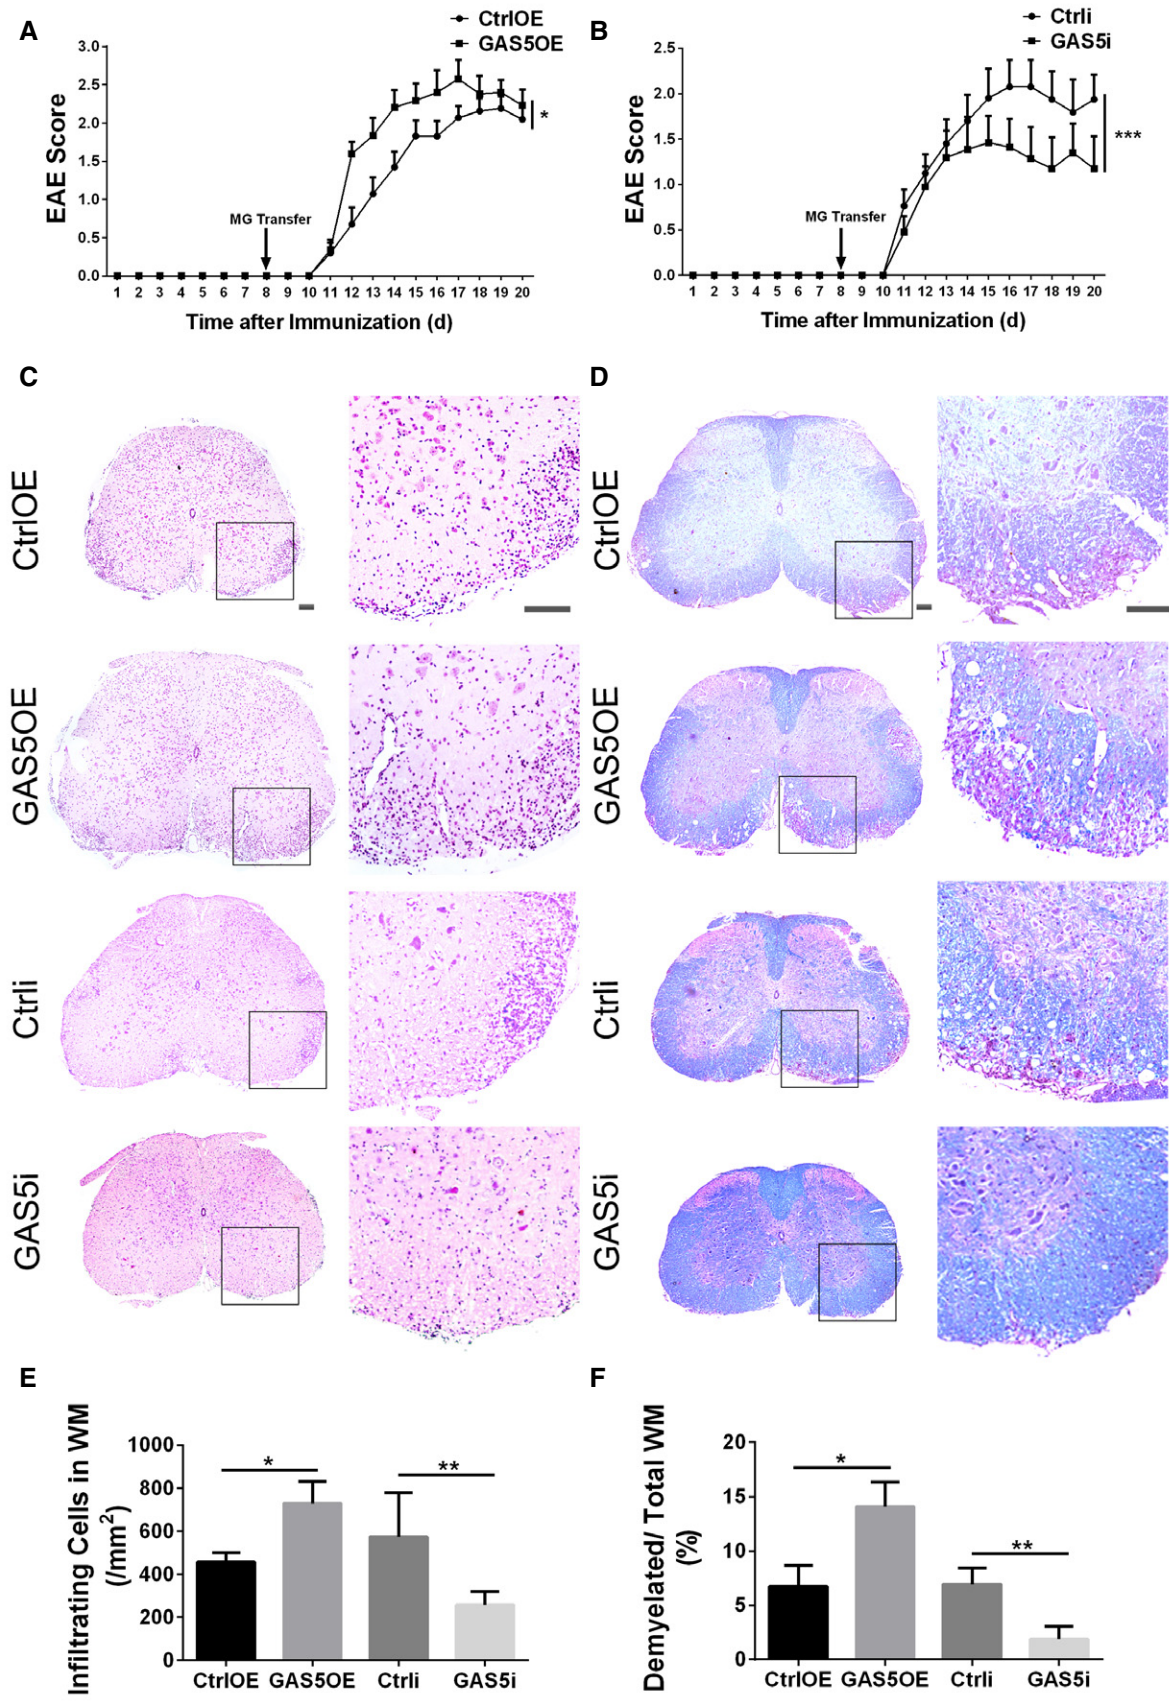 A
CtrlOE
GAS5OE
3.0
2.5
2.0
1.5
1.0
0.5
0.0
EAE Score
MG Transfer
*
1 2 3 4 5 6 7 8 9 10 11 12 13 14 15 16 17 18 19 20
Time after Immunization (d)
B
Ctrli
GAS5i
2.5
2.0
1.5
1.0
0.5
0.0
EAE Score
MG Transfer
***
1 2 3 4 5 6 7 8 9 10 11 12 13 14 15 16 17 18 19 20
Time after Immunization (d)
C
CtrlOE
GAS5OE
Ctrli
GAS5i
D
CtrlOE
GAS5OE
Ctrli
GAS5i
E
Infiltrating Cells in WM
(/mm²)
1000
800
600
400
200
0
*
**
CtrlOE GAS5OE Ctrli GAS5i
F
Demyelated/ Total WM
(%)
20
15
10
5
0
*
**
CtrlOE GAS5OE Ctrli GAS5i